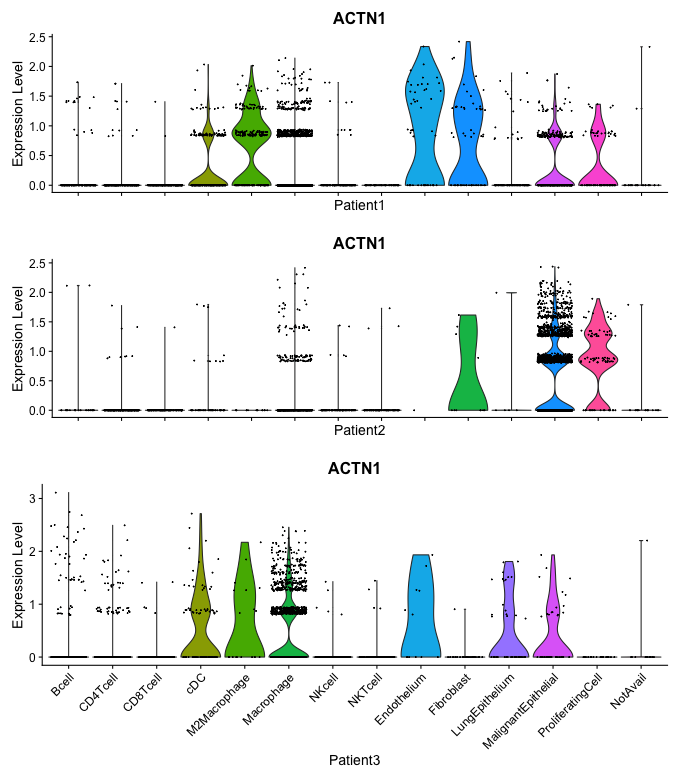 ACTN1
Expression Level
2.5
2.0
1.5
1.0
0.5
0.0
Patient1
ACTN1
Expression Level
2.5
2.0
1.5
1.0
0.5
0.0
Patient2
ACTN1
Expression Level
3
2
1
0
Bcell
CD4Tcell
CD8Tcell
cDC
M2Macrophage
Macrophage
NKcell
NKTcell
Endothelium
Fibroblast
LungEpithelium
MalignantEpithelial
ProliferatingCell
NotAvail
Patient3